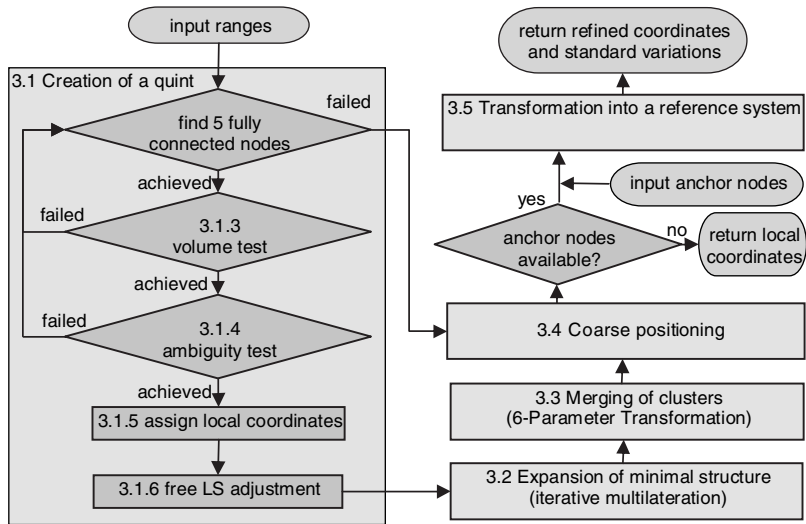 input ranges
3.1 Creation of a quint
failed
find 5 fully
connected nodes
achieved
failed
3.1.3
volume test
achieved
failed
3.1.4
ambiguity test
achieved
3.1.5 assign local coordinates
3.1.6 free LS adjustment
return refined coordinates
and standard variations
3.5 Transformation into a reference system
input anchor nodes
yes
anchor nodes
available?
no
return local
coordinates
3.4 Coarse positioning
3.3 Merging of clusters
(6-Parameter Transformation)
3.2 Expansion of minimal structure
(iterative multilateration)